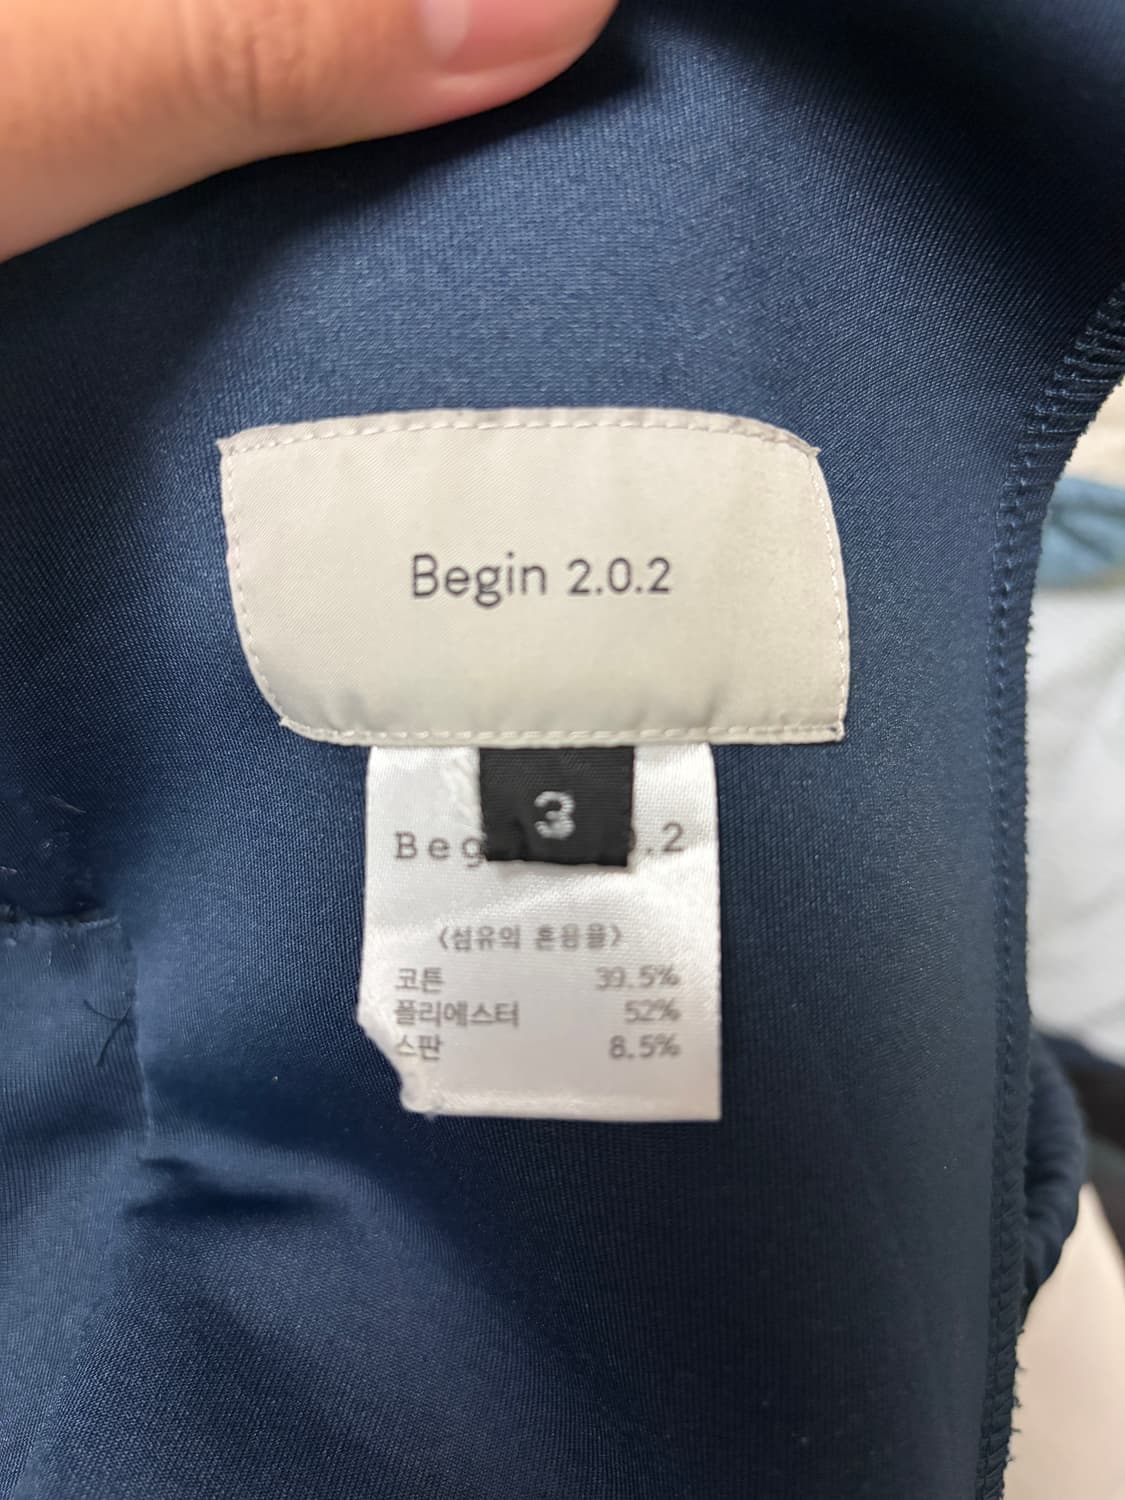 Begin 2.0.2
3
Beg .2
<섬유의 혼용율>
코튼 39.5%
폴리에스터 52%
스판 8.5%